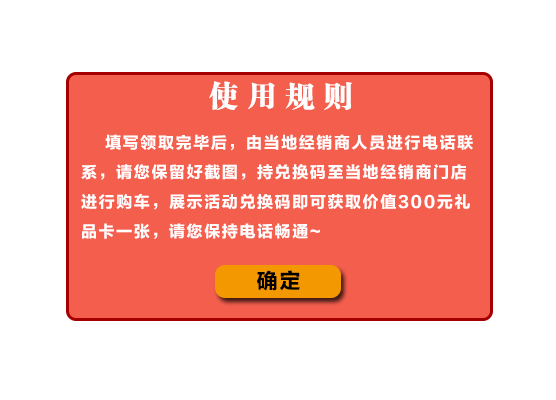 使用规则
填写领取完毕后，由当地经销商人员进行电话联
系，请您保留好截图，持兑换码至当地经销商门店
进行购车，展示活动兑换码即可获取价值300元礼
品卡一张，请您保持电话畅通~
确定